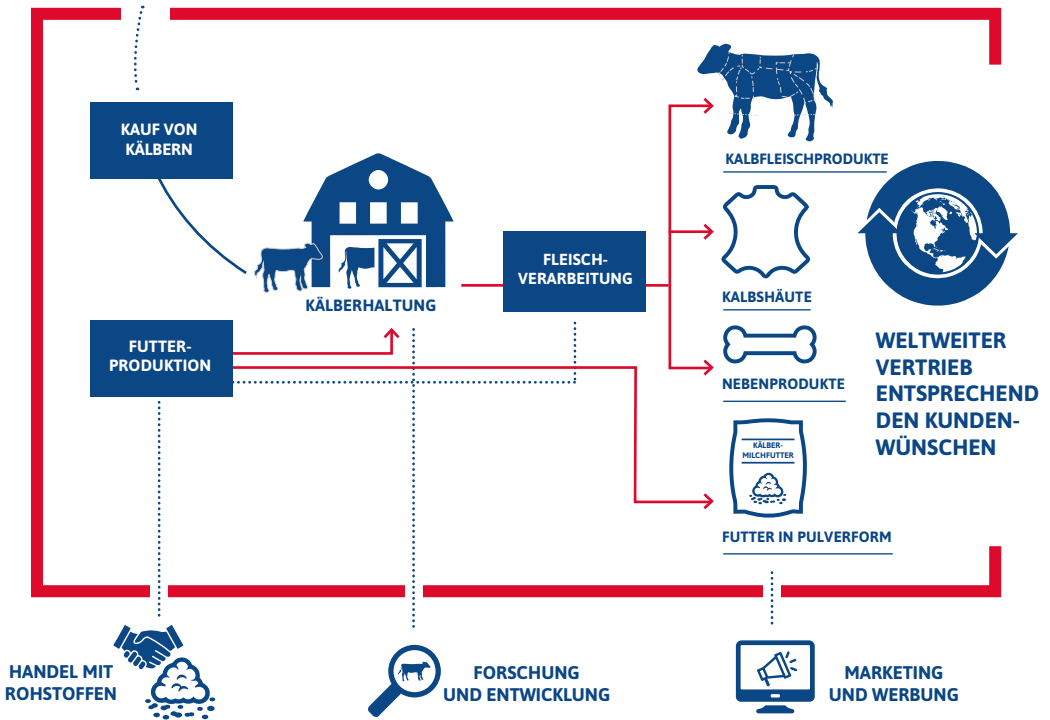 KAUF VON
KÄLBERN
KÄLBERHALTUNG
FUTTER-
PRODUKTION
FLEISCH-
VERARBEITUNG
KALBFLEISCHPRODUKTE
KALBSHÄUTE
NEBENPRODUKTE
KÄLBER-
MILCHFUTTER
FUTTER IN PULVERFORM
WELTWEITER
VERTRIEB
ENTSPRECHEND
DEN KUNDEN-
WÜNSCHEN
HANDEL MIT
ROHSTOFFEN
FORSCHUNG
UND ENTWICKLUNG
MARKETING
UND WERBUNG